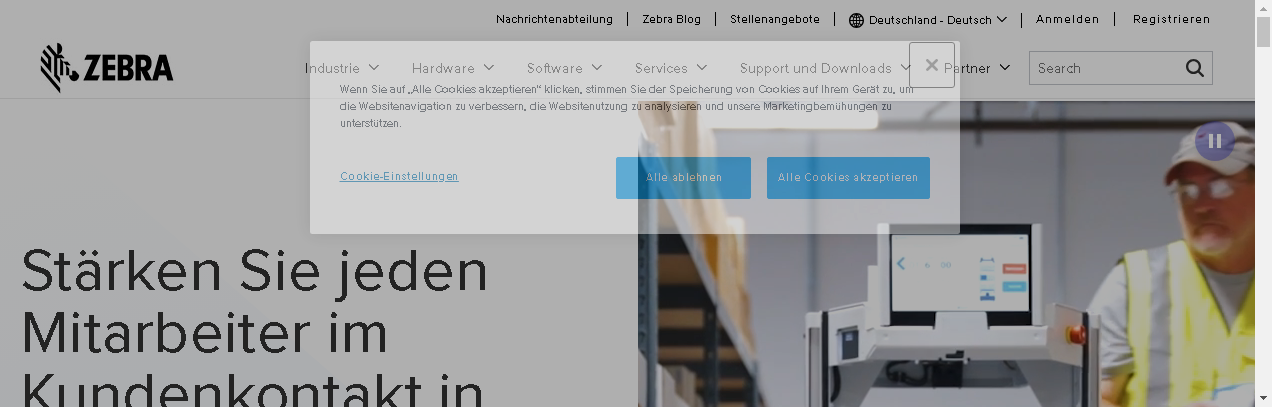 Nachrichtenabteilung
Zebra Blog
Stellenangebote
Deutschland - Deutsch
Anmelden
Registrieren
ZEBRA
Industrie
Hardware
Software
Services
Support und Downloads
Partner
Search
Wenn Sie auf „Alle Cookies akzeptieren“ klicken, stimmen Sie der Speicherung von Cookies auf Ihrem Gerät zu, um
die Websitenavigation zu verbessern, die Websitenutzung zu analysieren und unsere Marketingbemühungen zu
unterstützen.
Cookie-Einstellungen
Alle ablehnen
Alle Cookies akzeptieren
Stärken Sie jeden
Mitarbeiter im
Kundenkontakt in